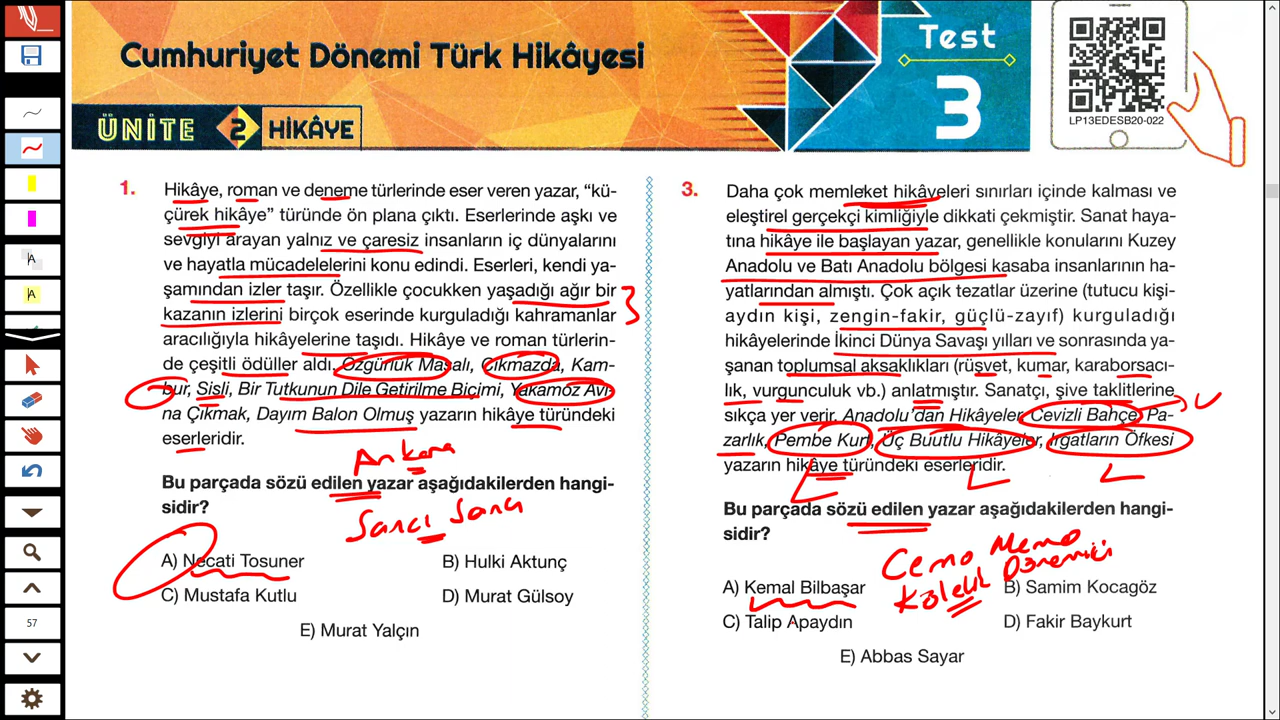 Cumhuriyet Dönemi Türk Hikâyesi
Test
3
ÜNİTE 2 HİKÂYE
LP13EDESB20-022
1. Hikâye, roman ve deneme türlerinde eser veren yazar, “kü-
çürek hikâye” türünde ön plana çıktı. Eserlerinde aşkı ve
sevgiyi arayan yalnız ve çaresiz insanların iç dünyalarını
ve hayatla mücadelelerini konu edindi. Eserleri, kendi ya-
şamından izler taşır. Özellikle çocukken yaşadığı ağır bir
kazanın izlerini birçok eserinde kurguladığı kahramanlar
aracılığıyla hikâyelerine taşıdı. Hikâye ve roman türlerin-
de çeşitli ödüller aldı. Özgürlük Masalı, Çıkmazda, Kam-
bur, Sisli, Bir Tutkunun Dile Getirilme Biçimi, Yakamoz Avı-
na Çıkmak, Dayım Balon Olmuş yazarın hikâye türündeki
eserleridir.
Ankara
Bu parçada sözü edilen yazar aşağıdakilerden hangi-
sidir?
Sancı Sancı
A) Necati Tosuner B) Hulki Aktunç
C) Mustafa Kutlu D) Murat Gülsoy
E) Murat Yalçın
3. Daha çok memleket hikâyeleri sınırları içinde kalması ve
eleştirel gerçekçi kimliğiyle dikkati çekmiştir. Sanat haya-
tına hikâye ile başlayan yazar, genellikle konularını Kuzey
Anadolu ve Batı Anadolu bölgesi kasaba insanlarının ha-
yatlarından almıştı. Çok açık tezatlar üzerine (tutucu kişi-
aydın kişi, zengin-fakir, güçlü-zayıf) kurguladığı
hikâyelerinde İkinci Dünya Savaşı yılları ve sonrasında ya-
şanan toplumsal aksaklıkları (rüşvet, kumar, karaborsacı-
lık, vurgunculuk vb.) anlatmıştır. Sanatçı, şive taklitlerine
sıkça yer verir. Anadolu’dan Hikâyeler, Cevizli Bahçe, Pa-
zarlık, Pembe Kurt, Üç Buutlu Hikâyeler, Irgatların Öfkesi
yazarın hikâye türündeki eserleridir.
Bu parçada sözü edilen yazar aşağıdakilerden hangi-
sidir?
Cemo Memo
Kölelik Dönemici
A) Kemal Bilbaşar B) Samim Kocagöz
C) Talip Apaydın D) Fakir Baykurt
E) Abbas Sayar
57